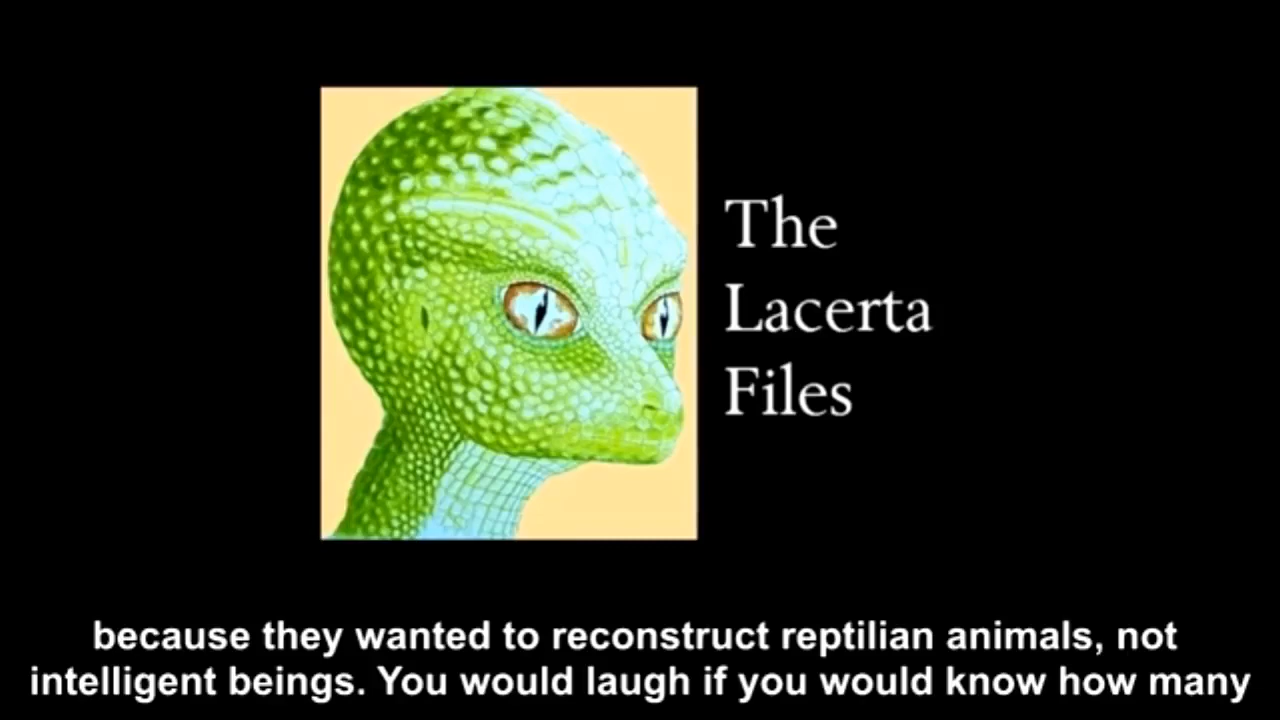 The
Lacerta
Files
because they wanted to reconstruct reptilian animals, not
intelligent beings. You would laugh if you would know how many